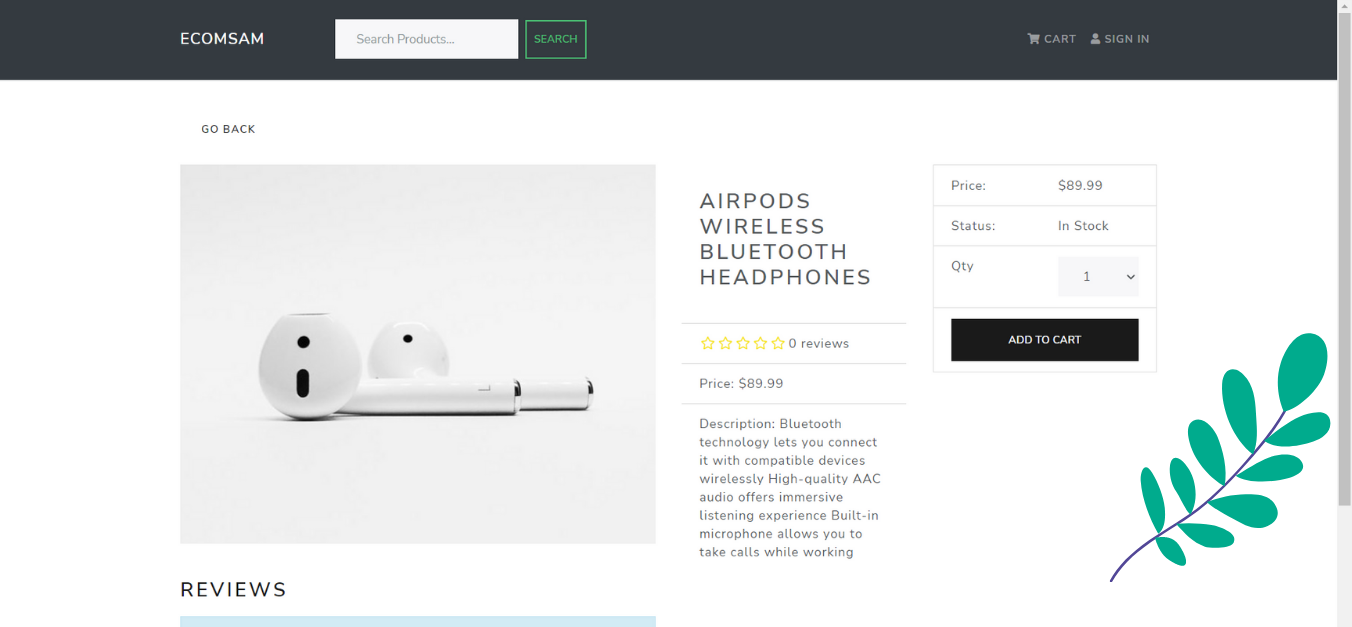 ECOMSAM
Search Products...
SEARCH
CART
SIGN IN
GO BACK
AIRPODS
WIRELESS
BLUETOOTH
HEADPHONES
0 reviews
Price: $89.99
Description: Bluetooth
technology lets you connect
it with compatible devices
wirelessly High-quality AAC
audio offers immersive
listening experience Built-in
microphone allows you to
take calls while working
Price: $89.99
Status: In Stock
Qty 1
ADD TO CART
REVIEWS